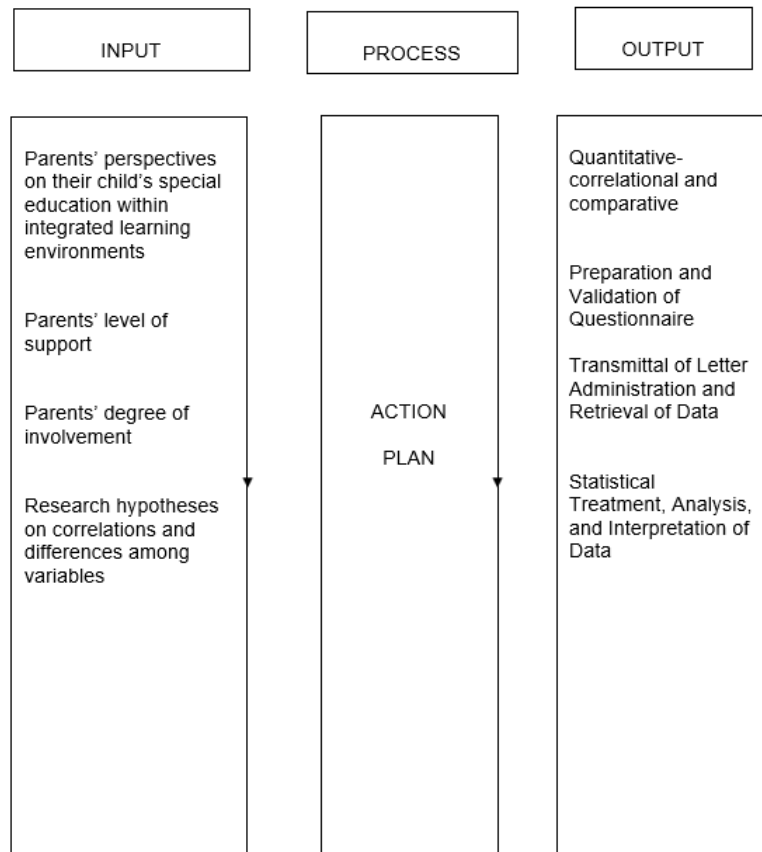 INPUT
PROCESS
OUTPUT
Parents’ perspectives
on their child’s special
education within
integrated learning
environments
Parents’ level of
support
Parents’ degree of
involvement
Research hypotheses
on correlations and
differences among
variables
ACTION
PLAN
Quantitative-
correlational and
comparative
Preparation and
Validation of
Questionnaire
Transmittal of Letter
Administration and
Retrieval of Data
Statistical
Treatment, Analysis,
and Interpretation of
Data